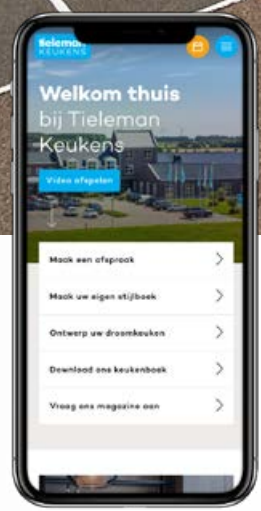 Tieleman
KEUKENS
Welkom thuis
bij Tieleman
Keukens
Video afspelen
Maak een afspraak
Maak uw eigen stijlboek
Ontwerp uw droomkeuken
Download ons keukenboek
Vraag ons magazine aan